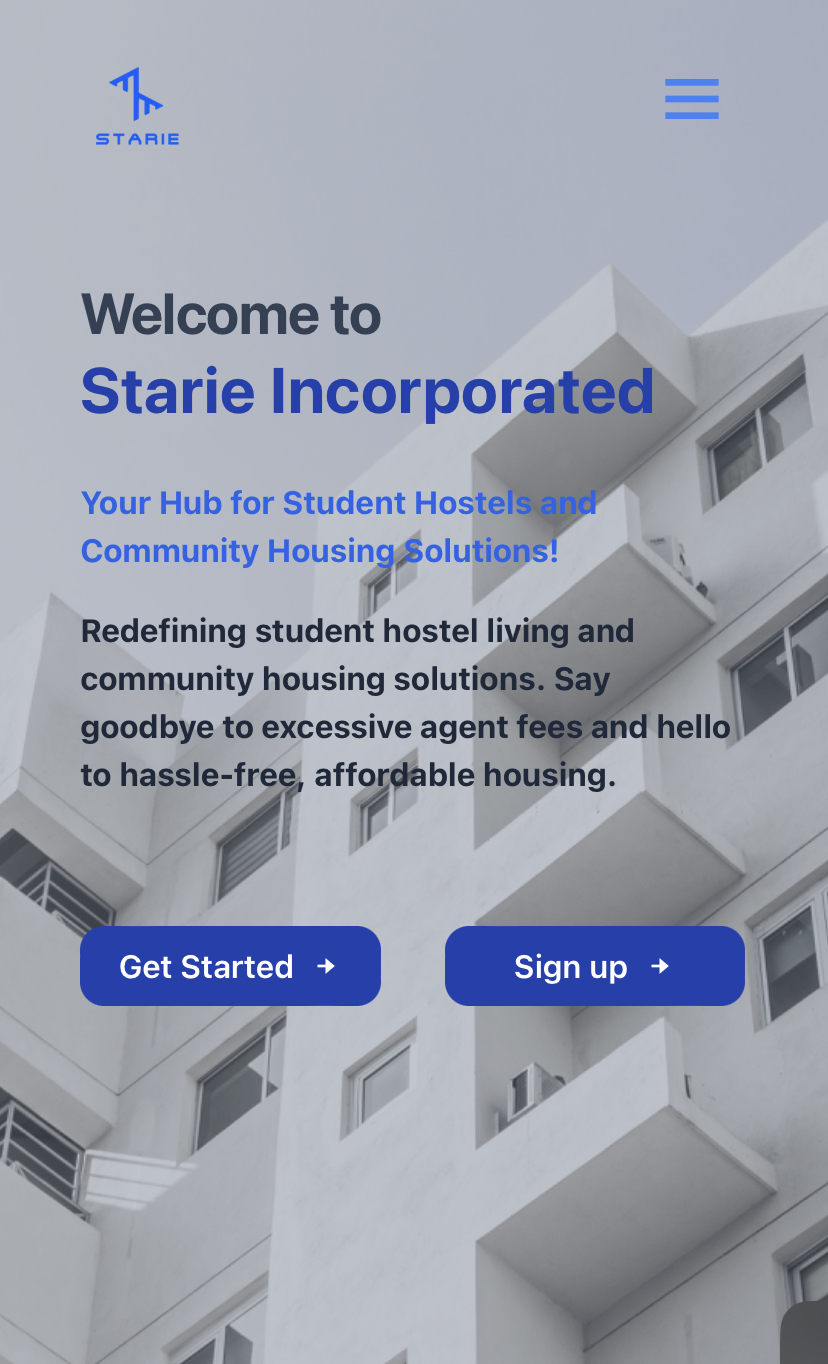 STARIE
Welcome to
Starie Incorporated
Your Hub for Student Hostels and
Community Housing Solutions!
Redefining student hostel living and
community housing solutions. Say
goodbye to excessive agent fees and hello
to hassle-free, affordable housing.
Get Started
Sign up